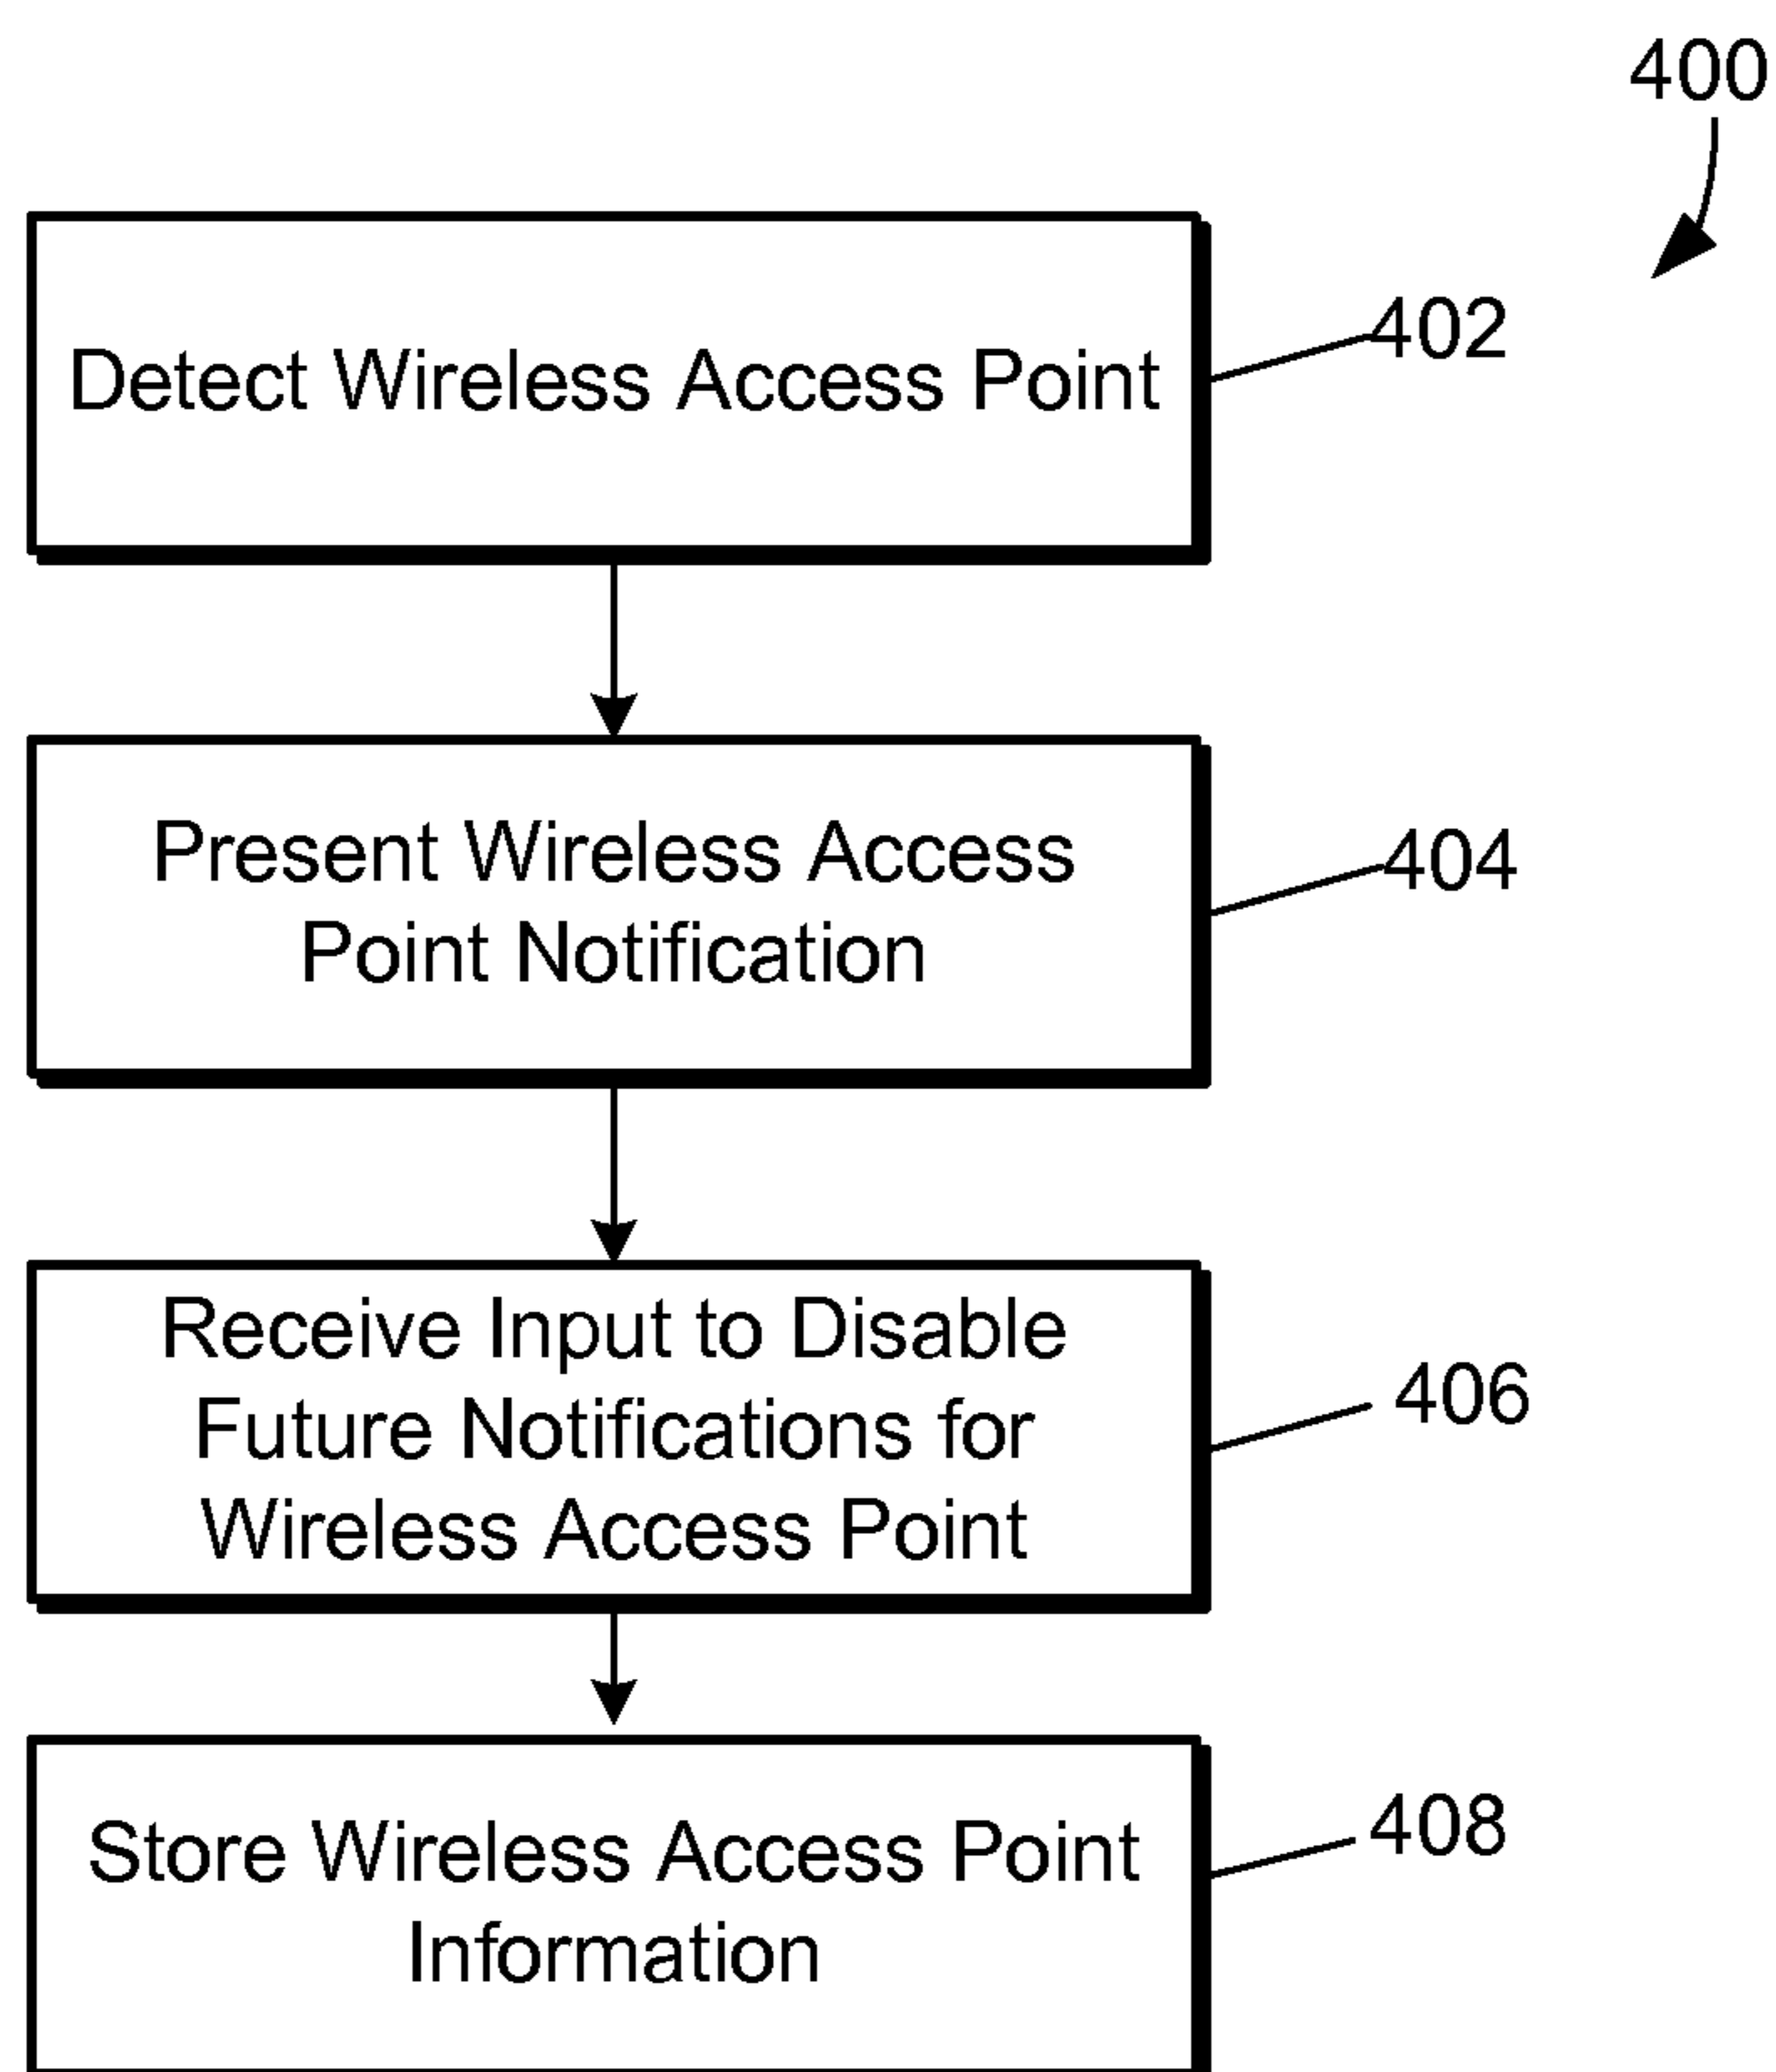 400
Detect Wireless Access Point
402
Present Wireless Access
Point Notification
404
Receive Input to Disable
Future Notifications for
Wireless Access Point
406
Store Wireless Access Point
Information
408